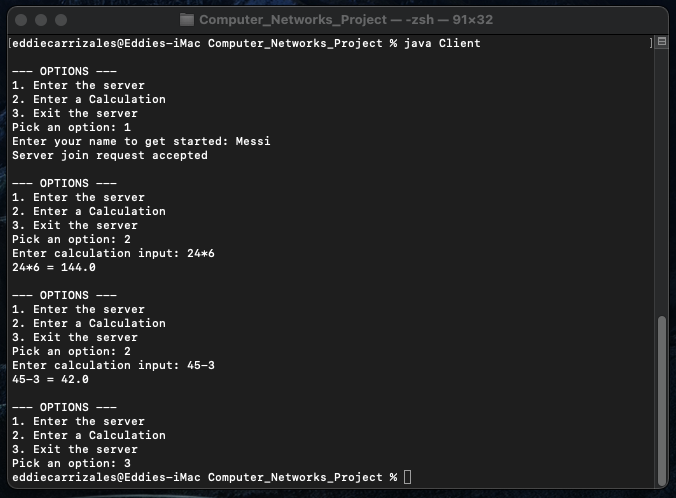 Computer_Networks_Project — -zsh — 91×32
[eddiecarrizales@Eddies-iMac Computer_Networks_Project % java Client ]
--- OPTIONS ---
1. Enter the server
2. Enter a Calculation
3. Exit the server
Pick an option: 1
Enter your name to get started: Messi
Server join request accepted
--- OPTIONS ---
1. Enter the server
2. Enter a Calculation
3. Exit the server
Pick an option: 2
Enter calculation input: 24*6
24*6 = 144.0
--- OPTIONS ---
1. Enter the server
2. Enter a Calculation
3. Exit the server
Pick an option: 2
Enter calculation input: 45-3
45-3 = 42.0
--- OPTIONS ---
1. Enter the server
2. Enter a Calculation
3. Exit the server
Pick an option: 3
eddiecarrizales@Eddies-iMac Computer_Networks_Project %